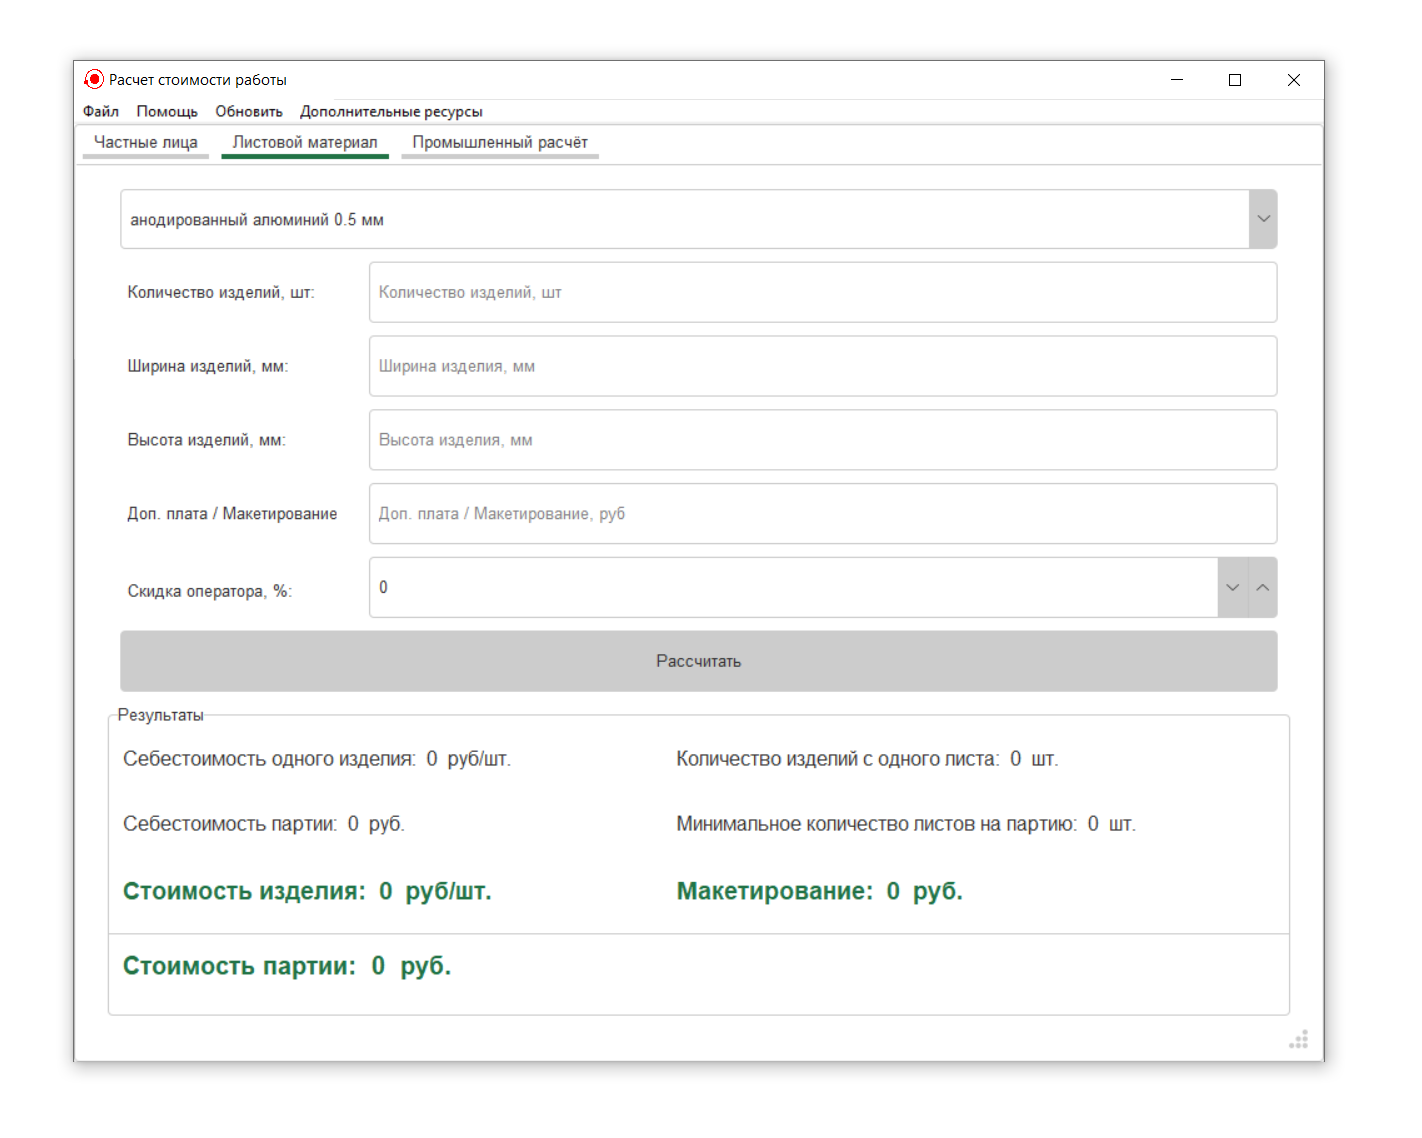 Расчет стоимости работы
Файл Помощь Обновить Дополнительные ресурсы
Частные лица Листовой материал Промышленный расчёт
анодированный алюминий 0.5 мм
Количество изделий, шт: Количество изделий, шт
Ширина изделий, мм: Ширина изделия, мм
Высота изделий, мм: Высота изделия, мм
Доп. плата / Макетирование Доп. плата / Макетирование, руб
Скидка оператора, %: 0
Рассчитать
Результаты
Себестоимость одного изделия: 0 руб/шт. Количество изделий с одного листа: 0 шт.
Себестоимость партии: 0 руб. Минимальное количество листов на партию: 0 шт.
Стоимость изделия: 0 руб/шт. Макетирование: 0 руб.
Стоимость партии: 0 руб.